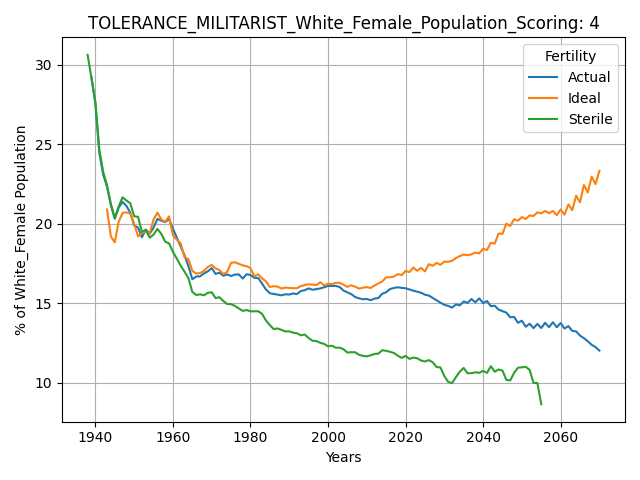 TOLERANCE_MILITARIST_White_Female_Population_Scoring: 4
Fertility
Actual
Ideal
Sterile
% of White_Female Population
30
25
20
15
10
1940
1960
1980
2000
2020
2040
2060
Years